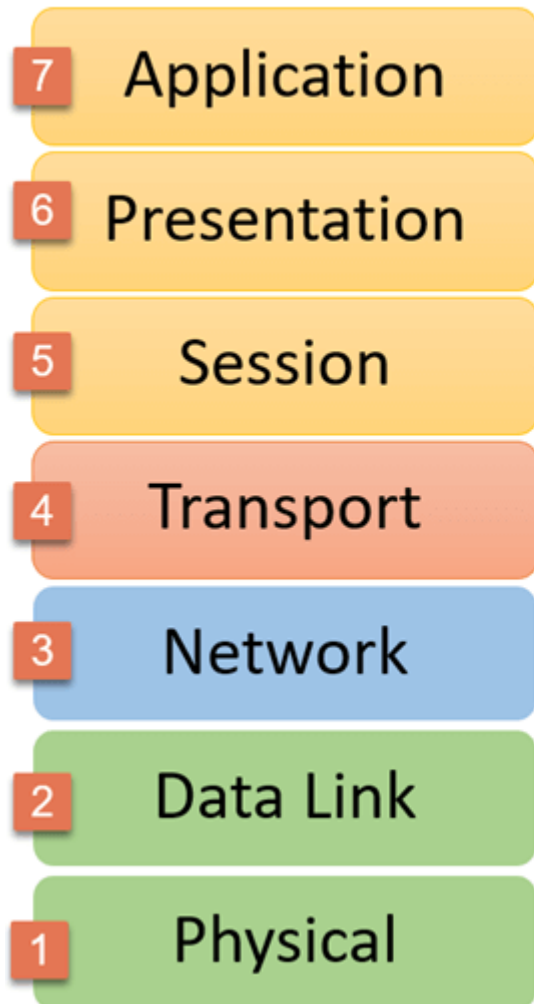 7 Application
6 Presentation
5 Session
4 Transport
3 Network
2 Data Link
1 Physical